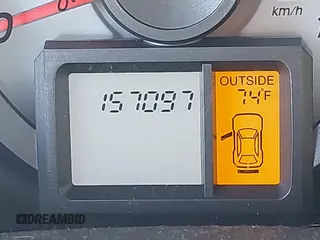 km/h
OUTSIDE
157097
74°F
DREAMBID